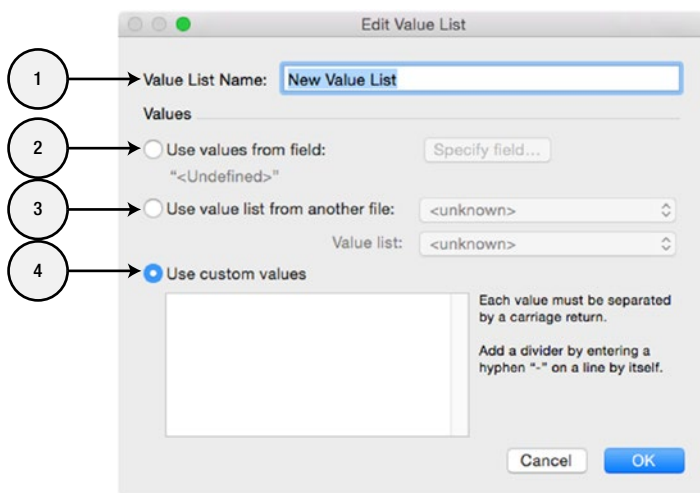 Edit Value List
1 Value List Name: New Value List
Values
2 Use values from field: Specify field...
"<Undefined>"
3 Use value list from another file: <unknown>
Value list: <unknown>
4 Use custom values
Each value must be separated
by a carriage return.
Add a divider by entering a
hyphen "-" on a line by itself.
Cancel OK